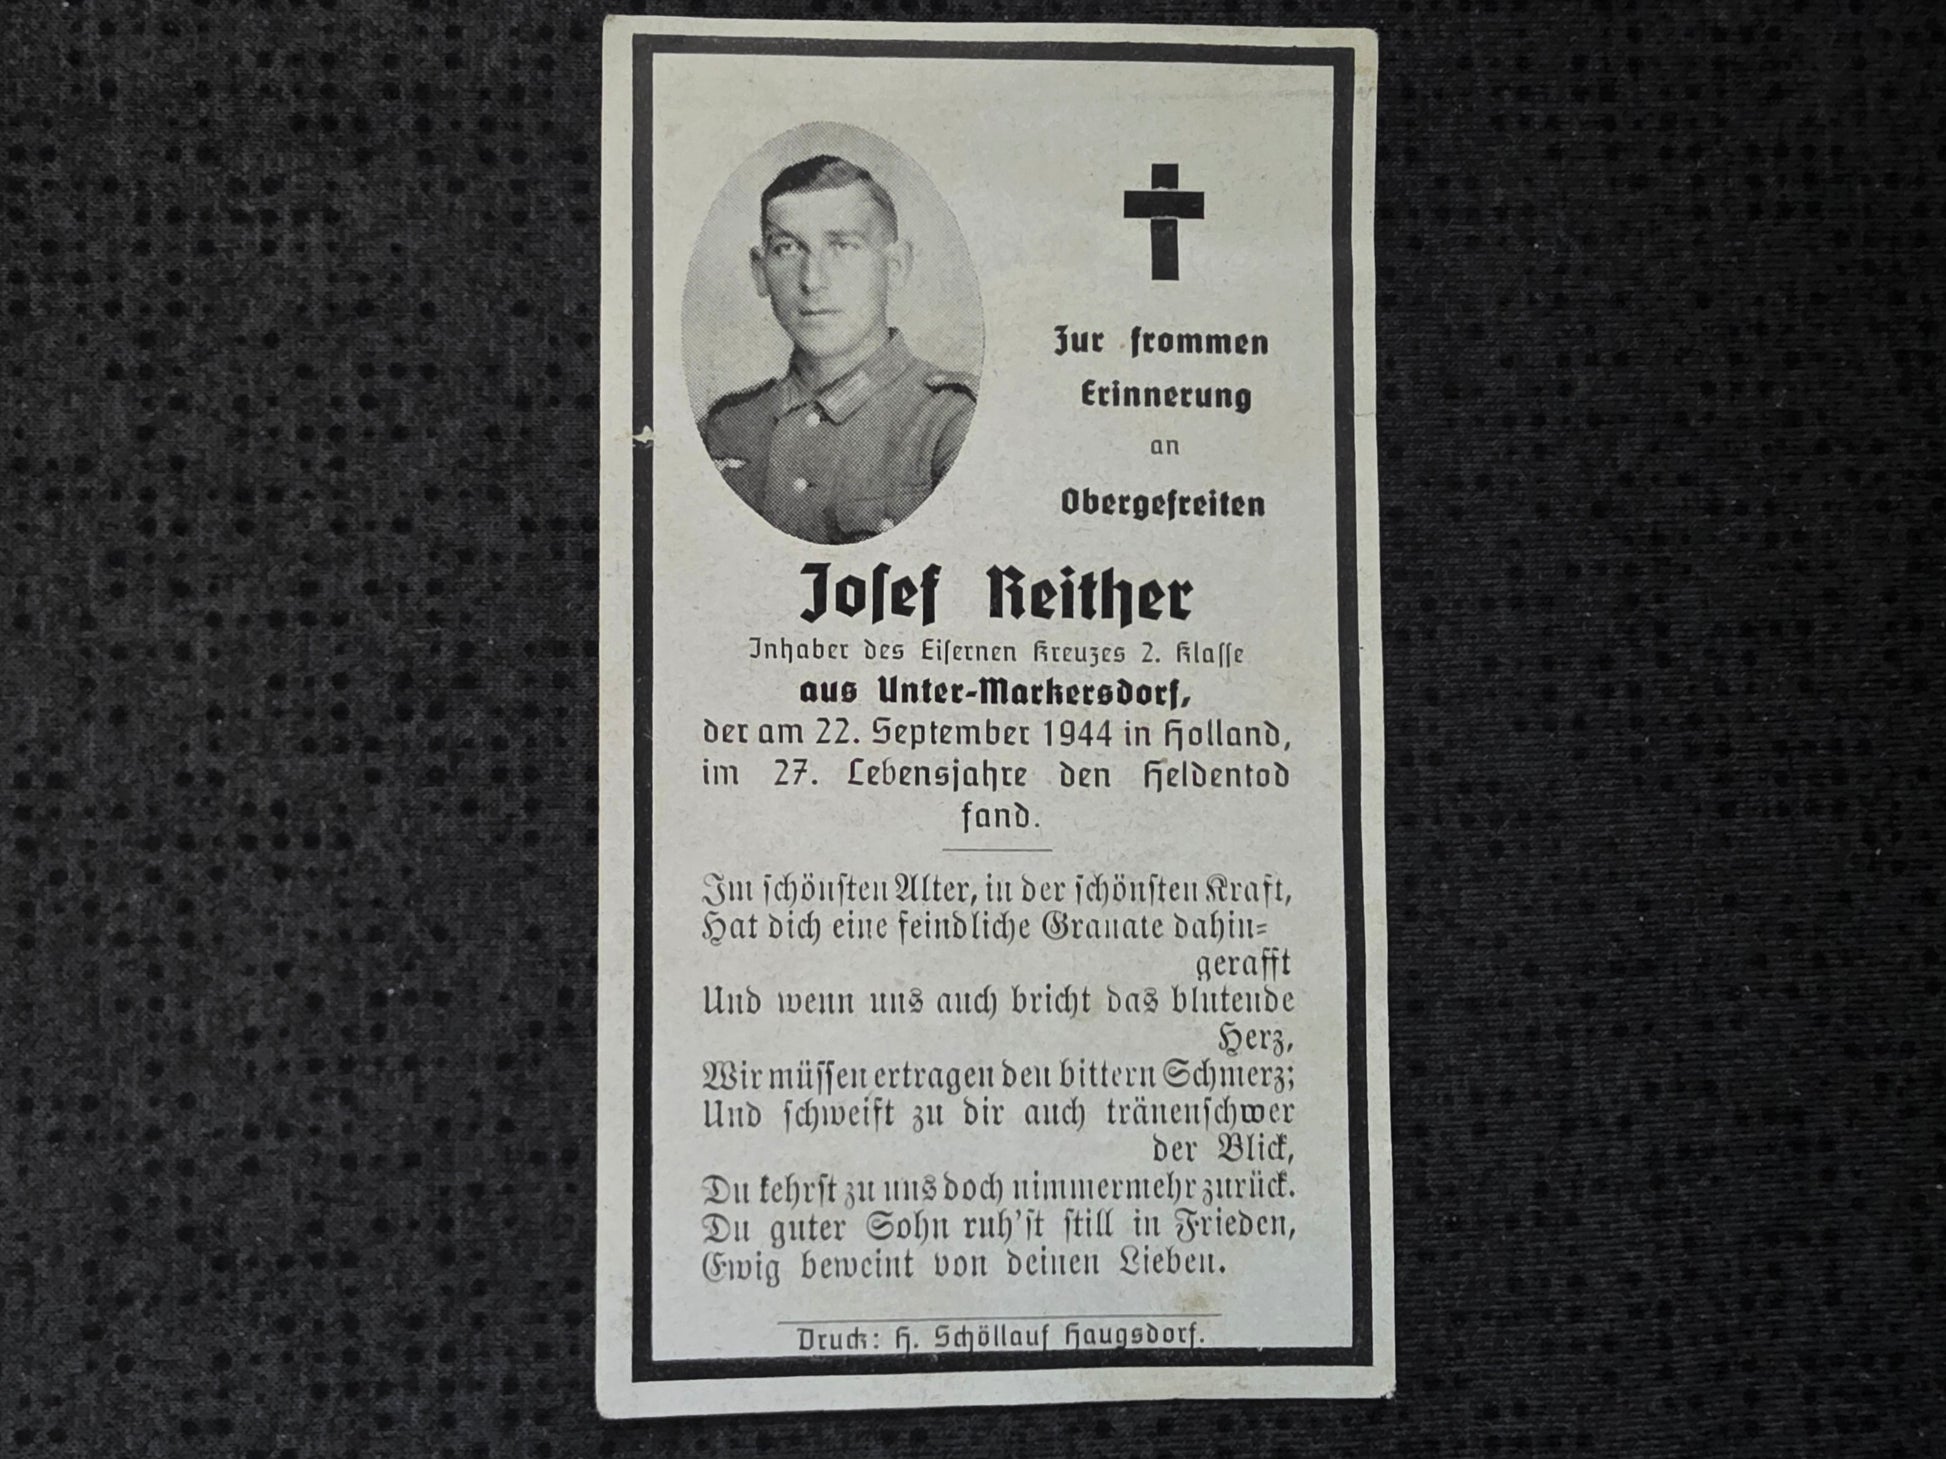 Zur frommen
Erinnerung
an
Obergefreiten
Joſef Reither
Inhaber des Eiſernen Kreuzes 2. Klaſſe
aus Unter-Markersdorf,
der am 22. September 1944 in Holland,
im 27. Lebensjahre den Heldentod
fand.
Im ſchönſten Alter, in der ſchönſten Kraft,
Hat dich eine feindliche Granate dahin=
gerafft
Und wenn uns auch bricht das blutende
Herz,
Wir müſſen ertragen den bittern Schmerz;
Und ſchweift zu dir auch tränenſchwer
der Blick,
Du kehrſt zu uns doch nimmermehr zurück.
Du guter Sohn ruh'ſt ſtill in Frieden,
Ewig beweint von deinen Lieben.
Druck: H. Schöllauf Haugsdorf.